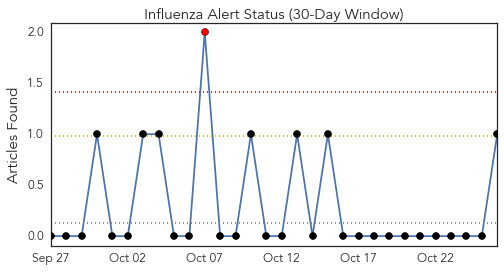 Influenza Alert Status (30-Day Window)
Articles Found
2.0
1.5
1.0
0.5
0.0
Sep 27 Oct 02 Oct 07 Oct 12 Oct 17 Oct 22